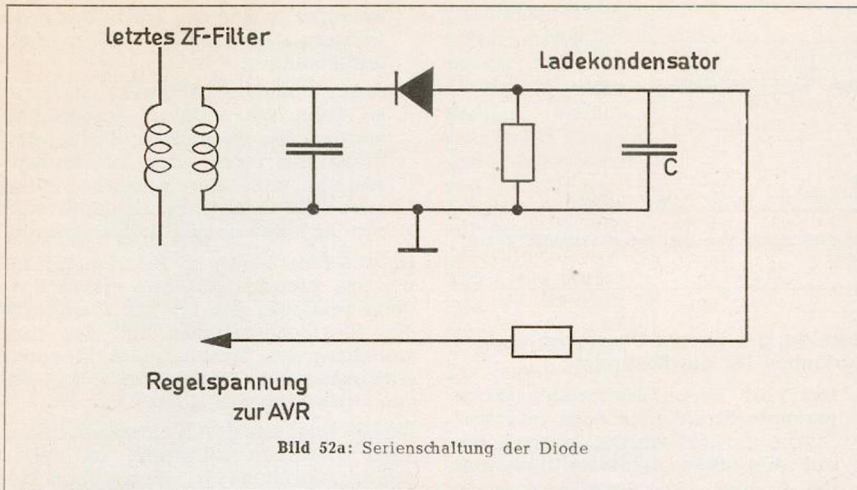 letztes ZF-Filter
Ladekondensator
C
Regelspannung
zur AVR
Bild 52a: Serienschaltung der Diode